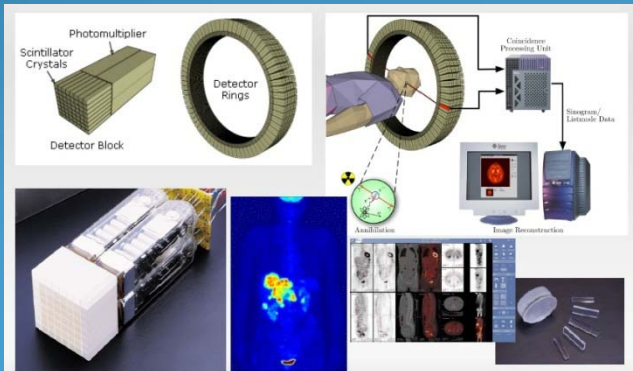 Photomultiplier
Scintillator
Crystals
Detector
Rings
Detector Block
Coincidence
Processing Unit
Sinogram/
Listmode Data
Annihilation
Image Reconstruction